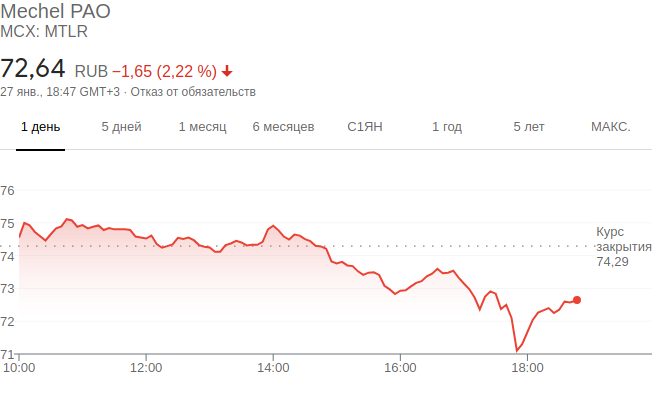 Mechel PAO
MCX: MTLR
72,64 RUB −1,65 (2,22 %)
27 янв., 18:47 GMT+3 · Отказ от обязательств
1 день 5 дней 1 месяц 6 месяцев С1ЯН 1 год 5 лет МАКС.
76
75
Курс
закрытия
74,29
74
73
72
71
10:00 12:00 14:00 16:00 18:00